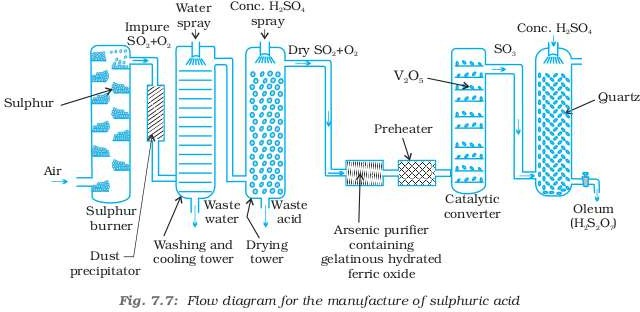 Water
spray
Conc. H₂SO₄
spray
Impure
SO₂+O₂
Dry SO₂+O₂
Conc. H₂SO₄
SO₃
V₂O₅
Sulphur
Quartz
Preheater
Air
Sulphur
burner
Waste
water
Waste
acid
Catalytic
converter
Oleum
(H₂S₂O₇)
Dust
precipitator
Washing and
cooling tower
Drying
tower
Arsenic purifier
containing
gelatinous hydrated
ferric oxide
Fig. 7.7: Flow diagram for the manufacture of sulphuric acid